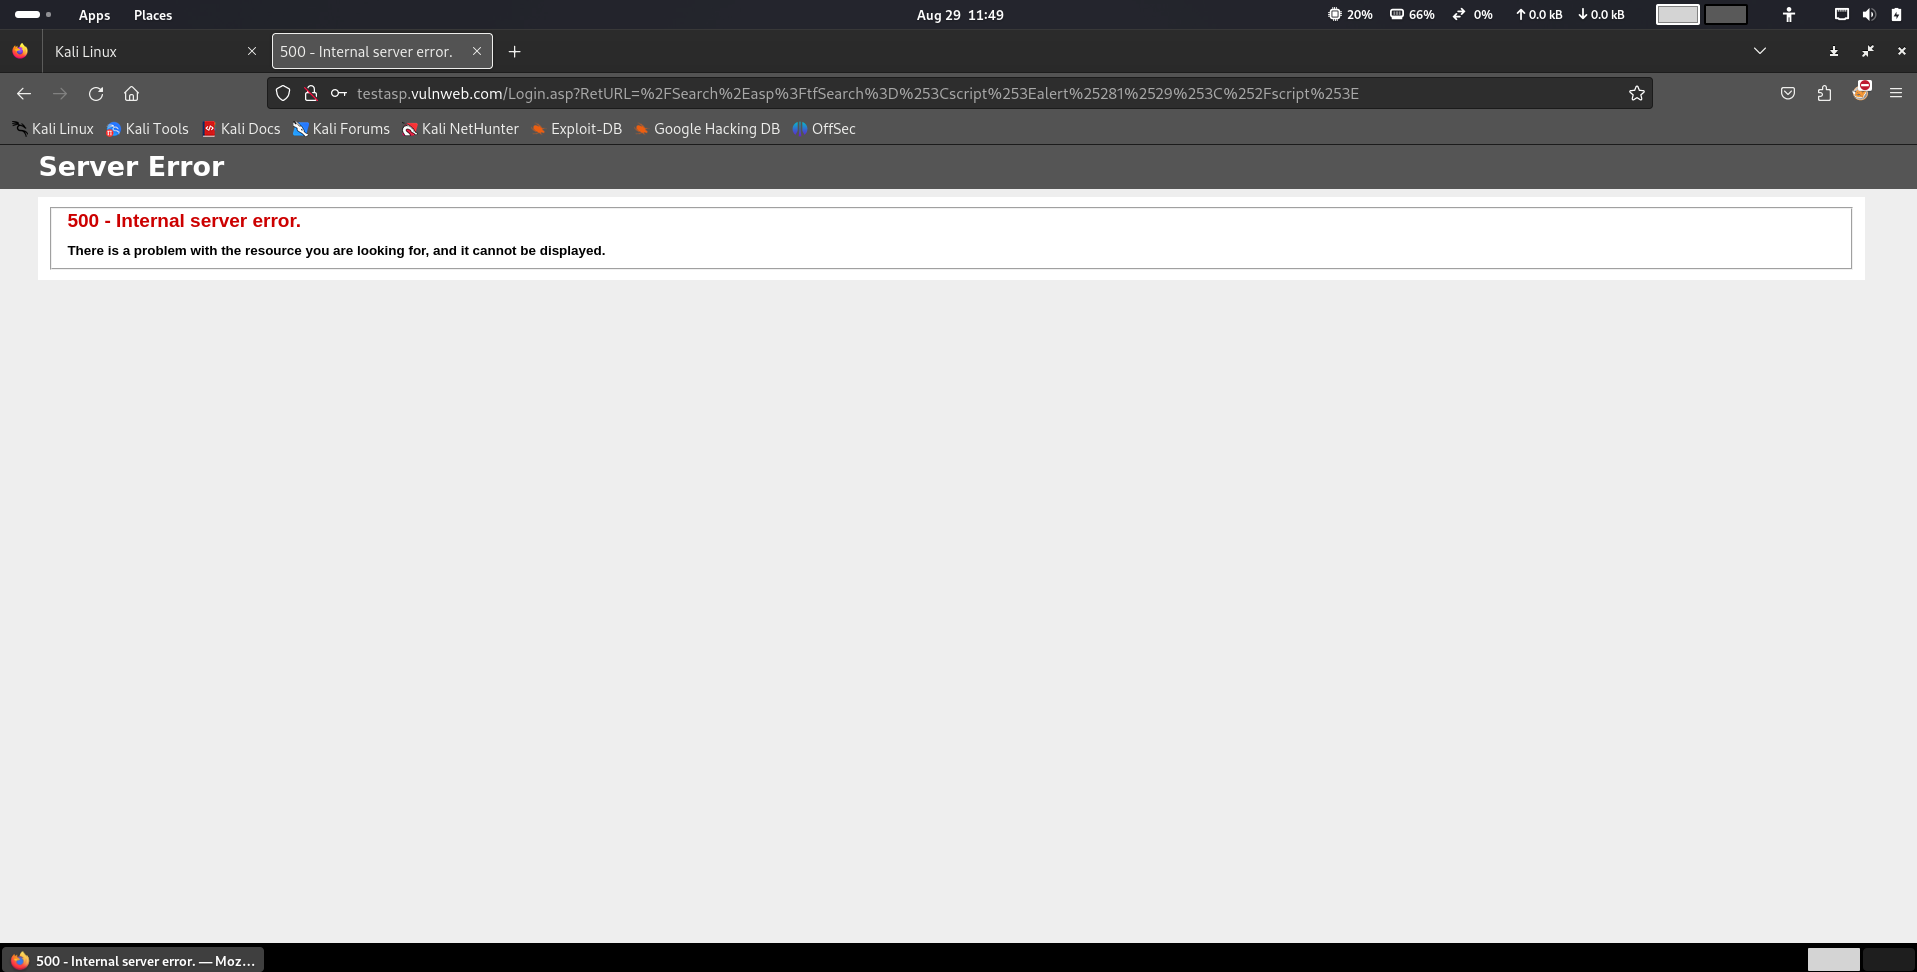 Apps Places Aug 29 11:49 20% 66% 0% 0.0 kB 0.0 kB
Kali Linux 500 - Internal server error.
testasp.vulnweb.com/Login.asp?RetURL=%2FSearch%2Easp%3FtfSearch%3D%253Cscript%253Ealert%25281%2529%253C%252Fscript%253E
Kali Linux Kali Tools Kali Docs Kali Forums Kali NetHunter Exploit-DB Google Hacking DB OffSec
Server Error
500 - Internal server error.
There is a problem with the resource you are looking for, and it cannot be displayed.
500 - Internal server error. — Moz...